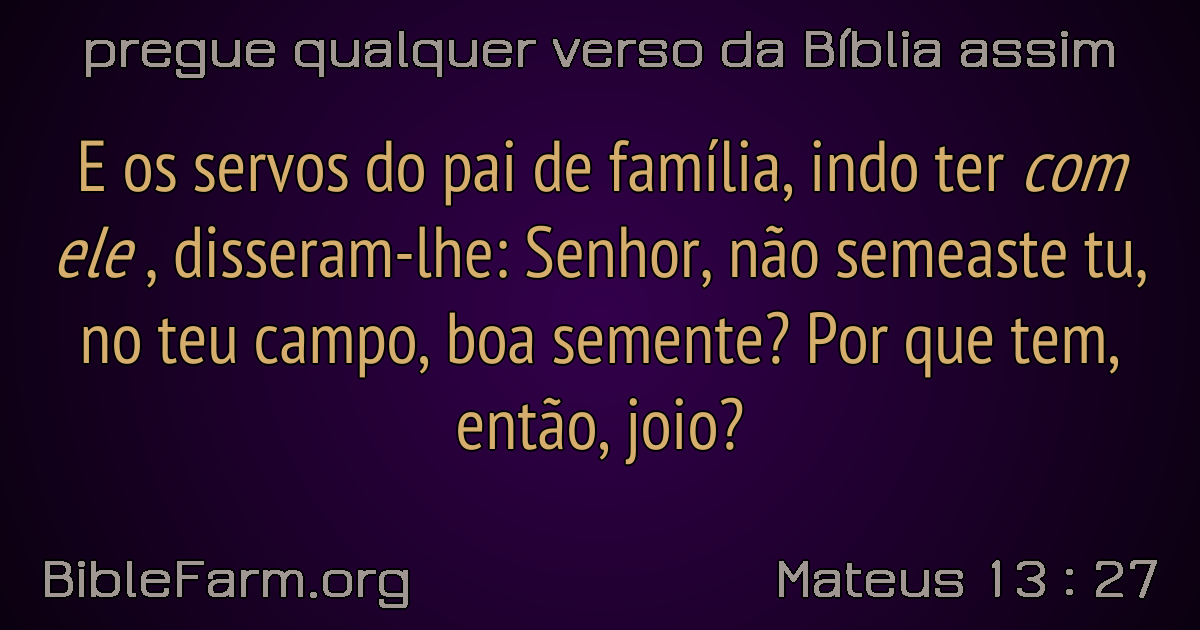 pregue qualquer verso da Bíblia assim
E os servos do pai de família, indo ter com
ele , disseram-lhe: Senhor, não semeaste tu,
no teu campo, boa semente? Por que tem,
então, joio?
BibleFarm.org
Mateus 13 : 27